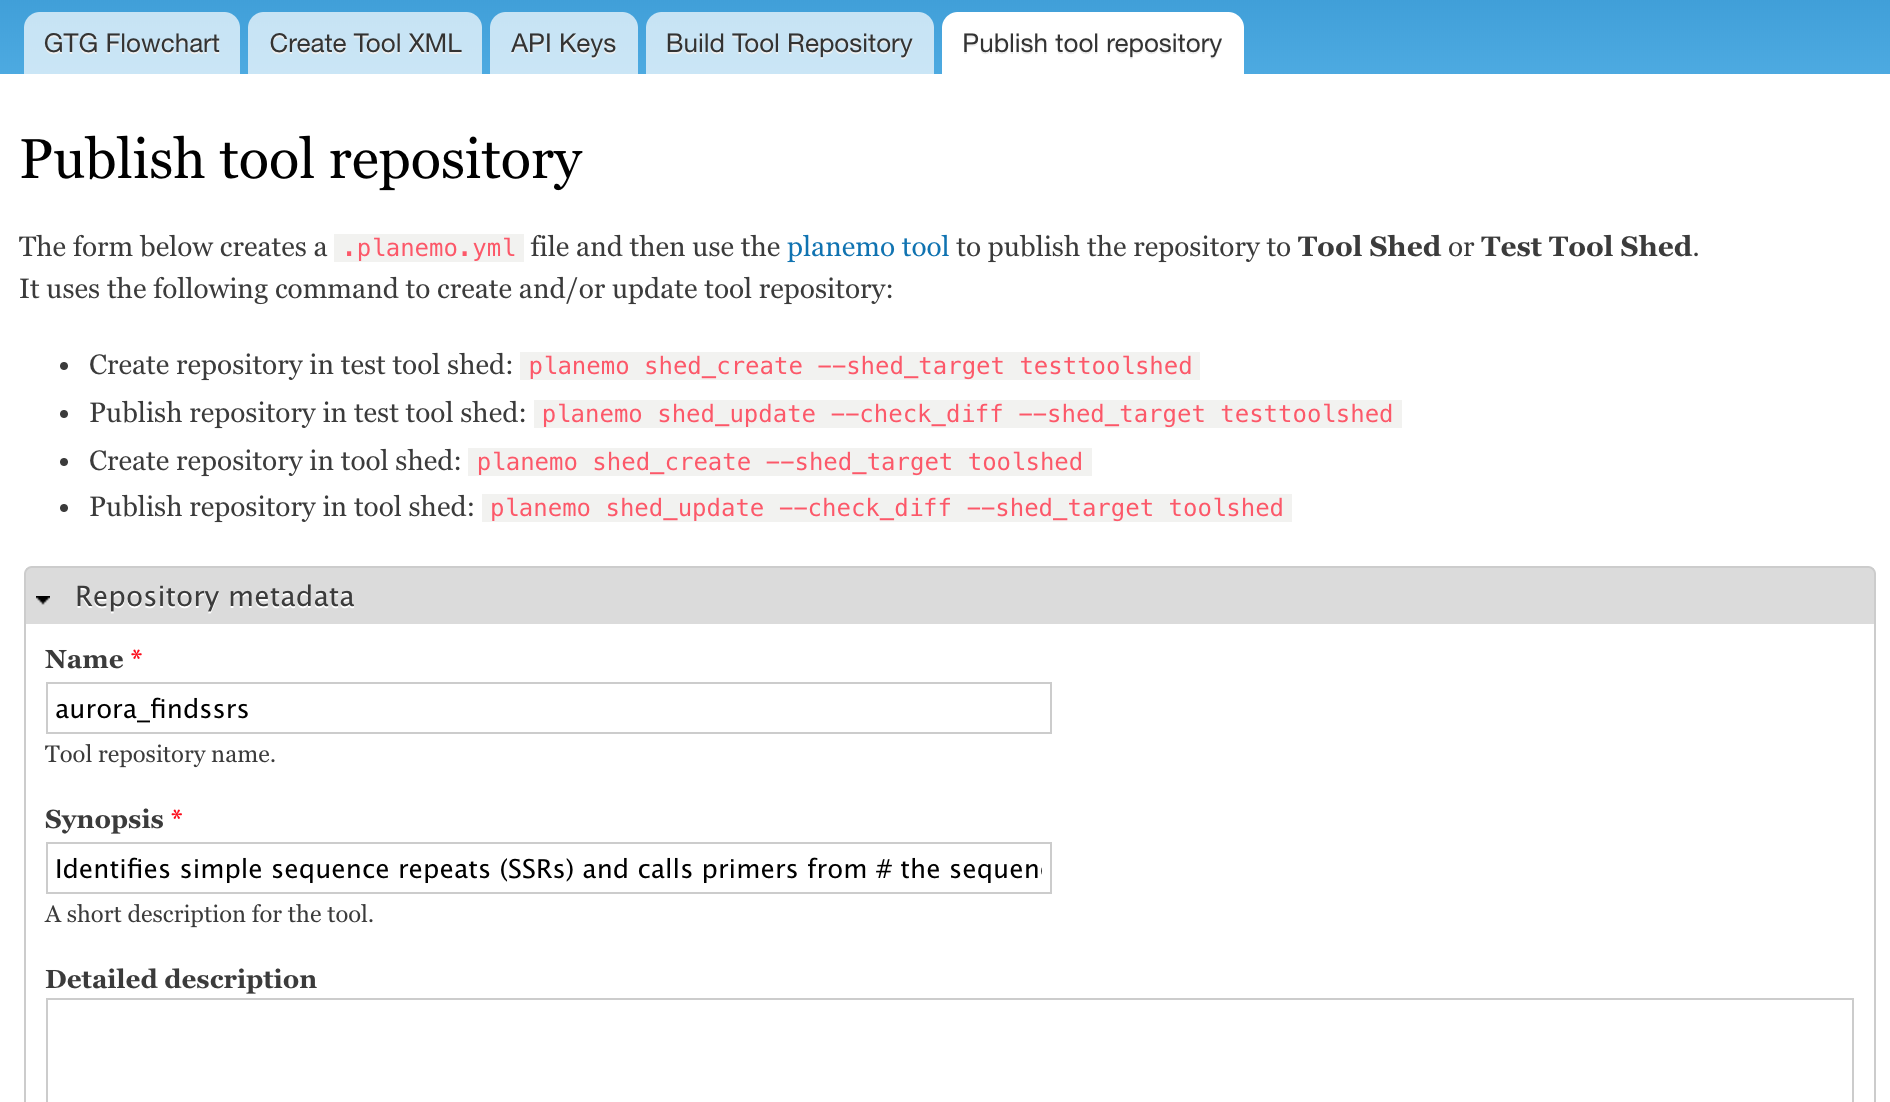 GTG Flowchart
Create Tool XML
API Keys
Build Tool Repository
Publish tool repository
Publish tool repository
The form below creates a .planemo.yml file and then use the planemo tool to publish the repository to Tool Shed or Test Tool Shed.
It uses the following command to create and/or update tool repository:
• Create repository in test tool shed: planemo shed_create --shed_target testtoolshed
• Publish repository in test tool shed: planemo shed_update --check_diff --shed_target testtoolshed
• Create repository in tool shed: planemo shed_create --shed_target toolshed
• Publish repository in tool shed: planemo shed_update --check_diff --shed_target toolshed
Repository metadata
Name *
aurora_findssrs
Tool repository name.
Synopsis *
Identifies simple sequence repeats (SSRs) and calls primers from # the sequen
A short description for the tool.
Detailed description